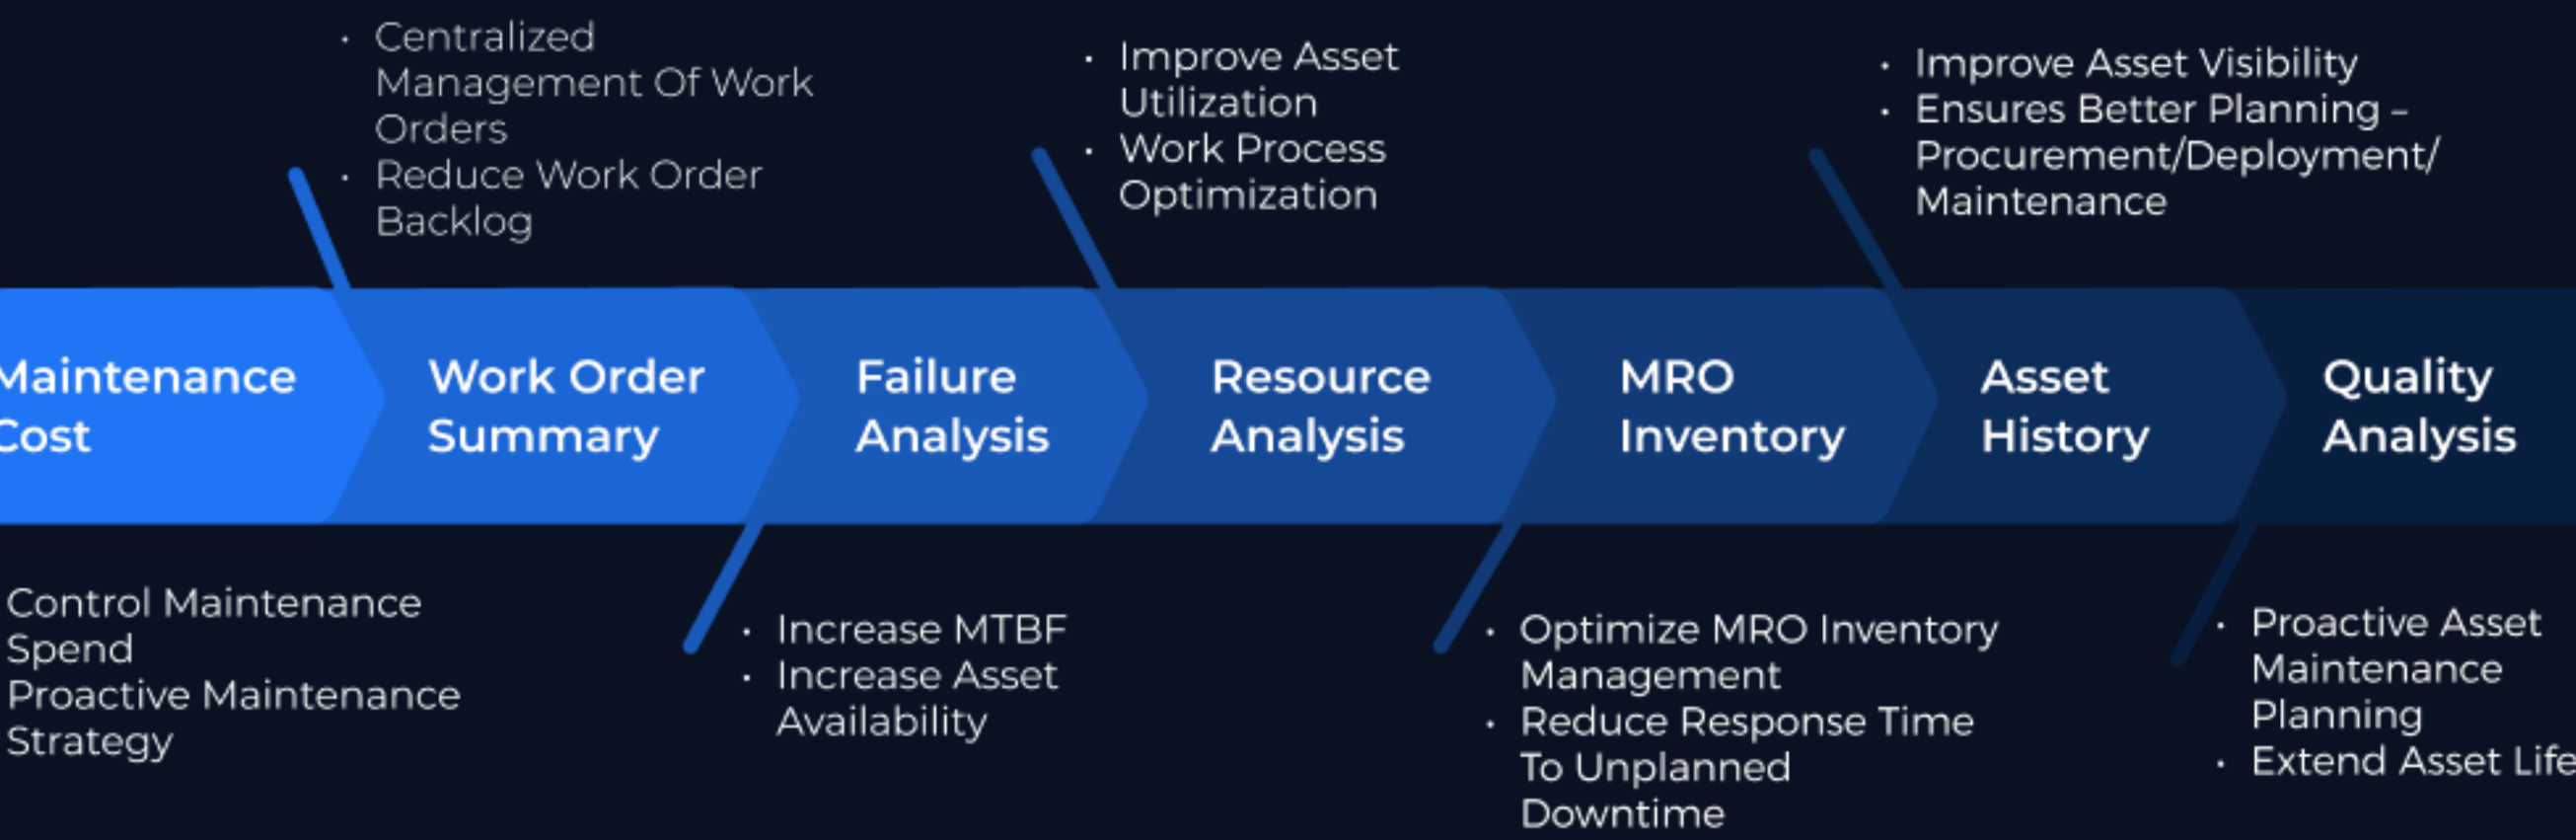 • Centralized
Management Of Work
Orders
• Reduce Work Order
Backlog
• Improve Asset
Utilization
• Work Process
Optimization
• Improve Asset Visibility
• Ensures Better Planning –
Procurement/Deployment/
Maintenance
Maintenance
Cost
Work Order
Summary
Failure
Analysis
Resource
Analysis
MRO
Inventory
Asset
History
Quality
Analysis
Control Maintenance
Spend
Proactive Maintenance
Strategy
• Increase MTBF
• Increase Asset
Availability
• Optimize MRO Inventory
Management
• Reduce Response Time
To Unplanned
Downtime
• Proactive Asset
Maintenance
Planning
• Extend Asset Life